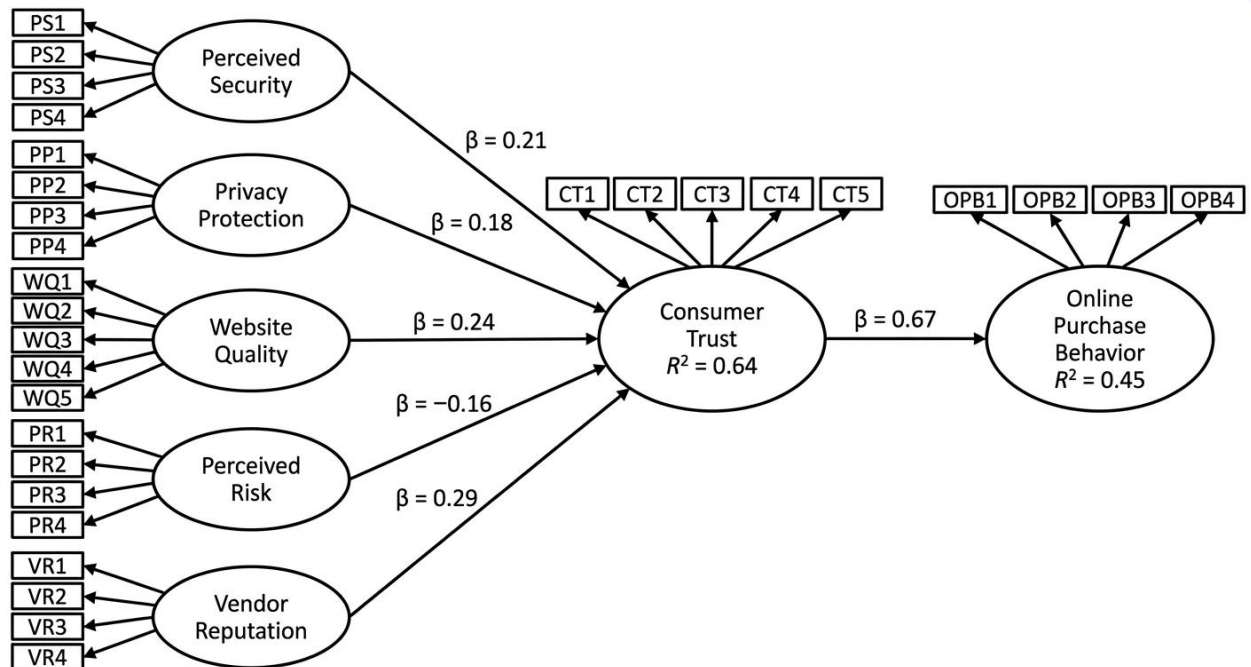 PS1
PS2
PS3
PS4
Perceived
Security
PP1
PP2
PP3
PP4
Privacy
Protection
WQ1
WQ2
WQ3
WQ4
WQ5
Website
Quality
PR1
PR2
PR3
PR4
Perceived
Risk
VR1
VR2
VR3
VR4
Vendor
Reputation
β = 0.21
β = 0.18
β = 0.24
β = −0.16
β = 0.29
CT1
CT2
CT3
CT4
CT5
Consumer
Trust
R² = 0.64
β = 0.67
OPB1
OPB2
OPB3
OPB4
Online
Purchase
Behavior
R² = 0.45